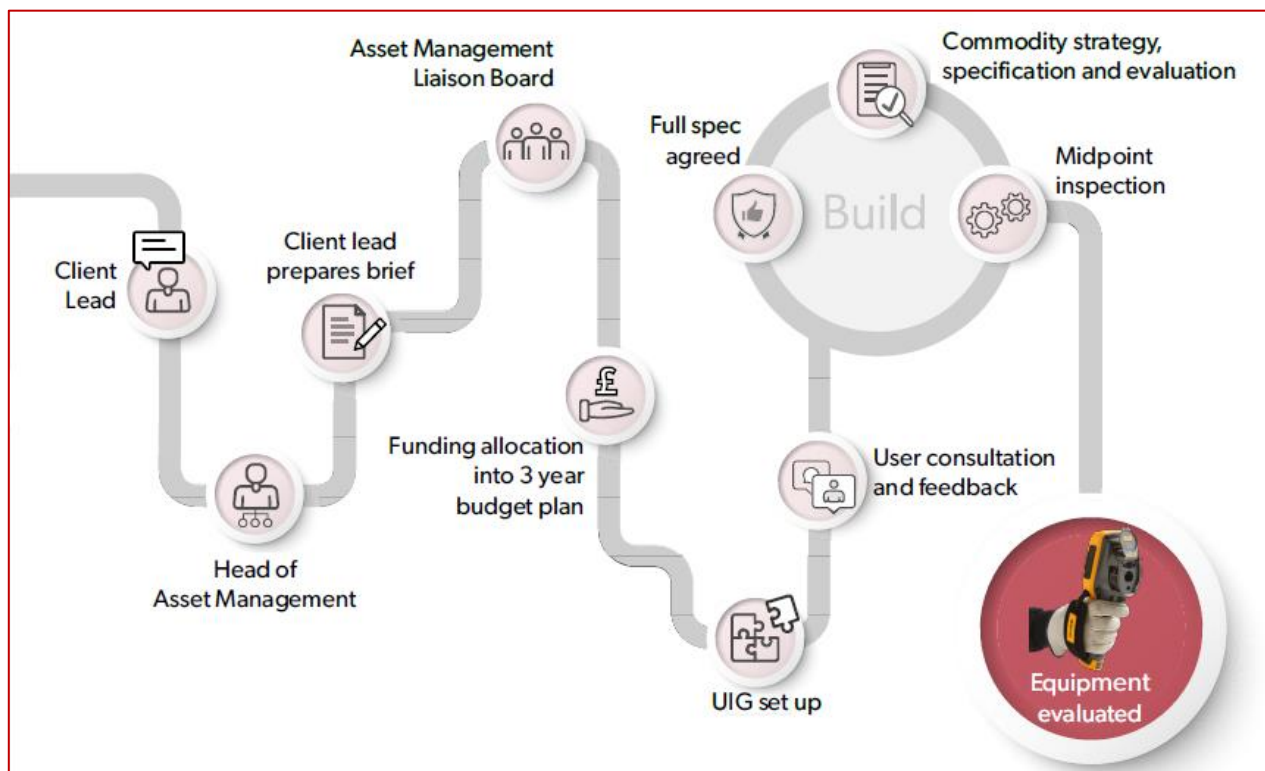 Client
Lead
Head of
Asset Management
Client lead
prepares brief
Asset Management
Liaison Board
£
Funding allocation
into 3 year
budget plan
UIG set up
User consultation
and feedback
Build
Full spec
agreed
Commodity strategy,
specification and evaluation
Midpoint
inspection
Equipment
evaluated